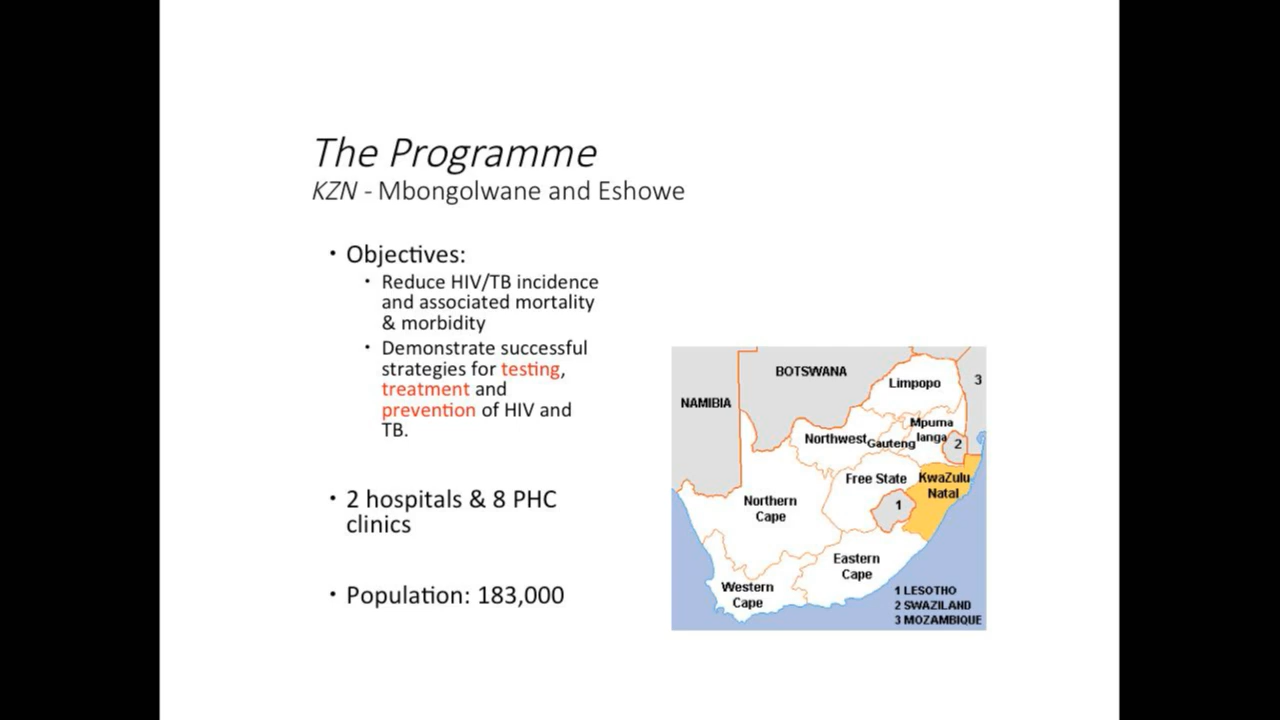 The Programme
KZN - Mbongolwane and Eshowe
• Objectives:
• Reduce HIV/TB incidence
and associated mortality
& morbidity
• Demonstrate successful
strategies for testing,
treatment and
prevention of HIV and
TB.
• 2 hospitals & 8 PHC
clinics
• Population: 183,000
BOTSWANA
Limpopo
3
NAMIBIA
Mpuma
langa
Northwest
Gauteng
2
Free State
KwaZulu
Natal
Northern
Cape
1
Eastern
Cape
Western
Cape
1 LESOTHO
2 SWAZILAND
3 MOZAMBIQUE